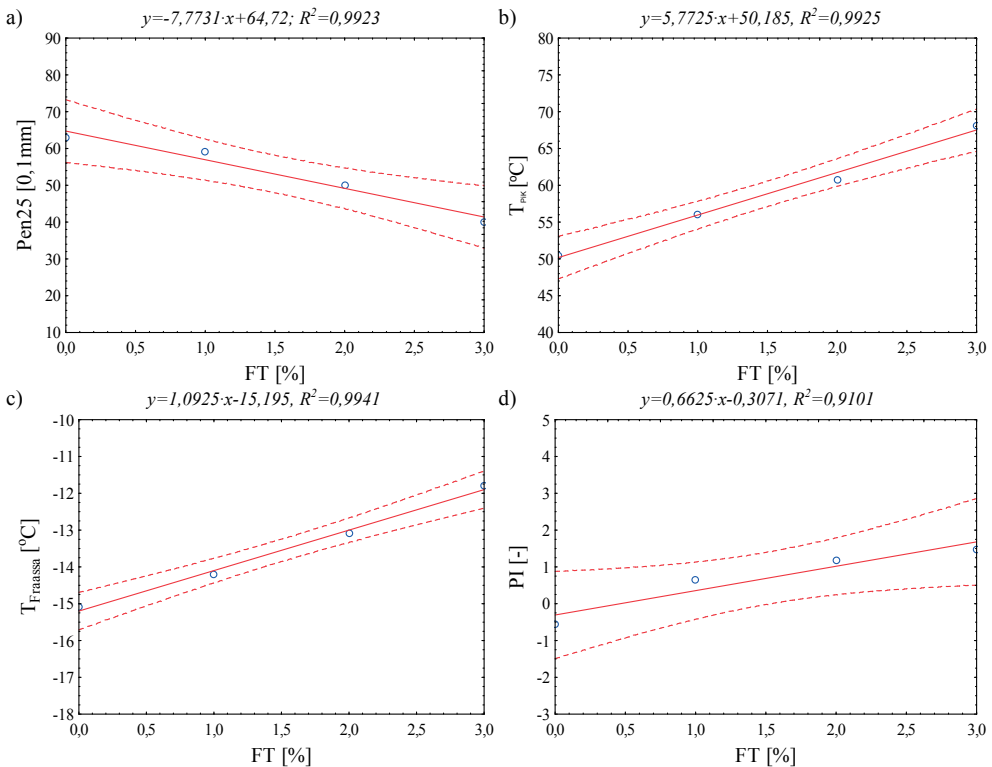 a)
y=-7,7731·x+64,72; R²=0,9923
90
80
70
60
50
40
30
20
10
Pen25 [0,1mm]
0,0 0,5 1,0 1,5 2,0 2,5 3,0
FT [%]
b)
y=5,7725·x+50,185, R²=0,9925
80
75
70
65
60
55
50
45
40
T PiK [°C]
0,0 0,5 1,0 1,5 2,0 2,5 3,0
FT [%]
c)
y=1,0925·x-15,195, R²=0,9941
-10
-11
-12
-13
-14
-15
-16
-17
-18
T Fraassa [°C]
0,0 0,5 1,0 1,5 2,0 2,5 3,0
FT [%]
d)
y=0,6625·x-0,3071, R²=0,9101
5
4
3
2
1
0
-1
-2
-3
PI [-]
0,0 0,5 1,0 1,5 2,0 2,5 3,0
FT [%]